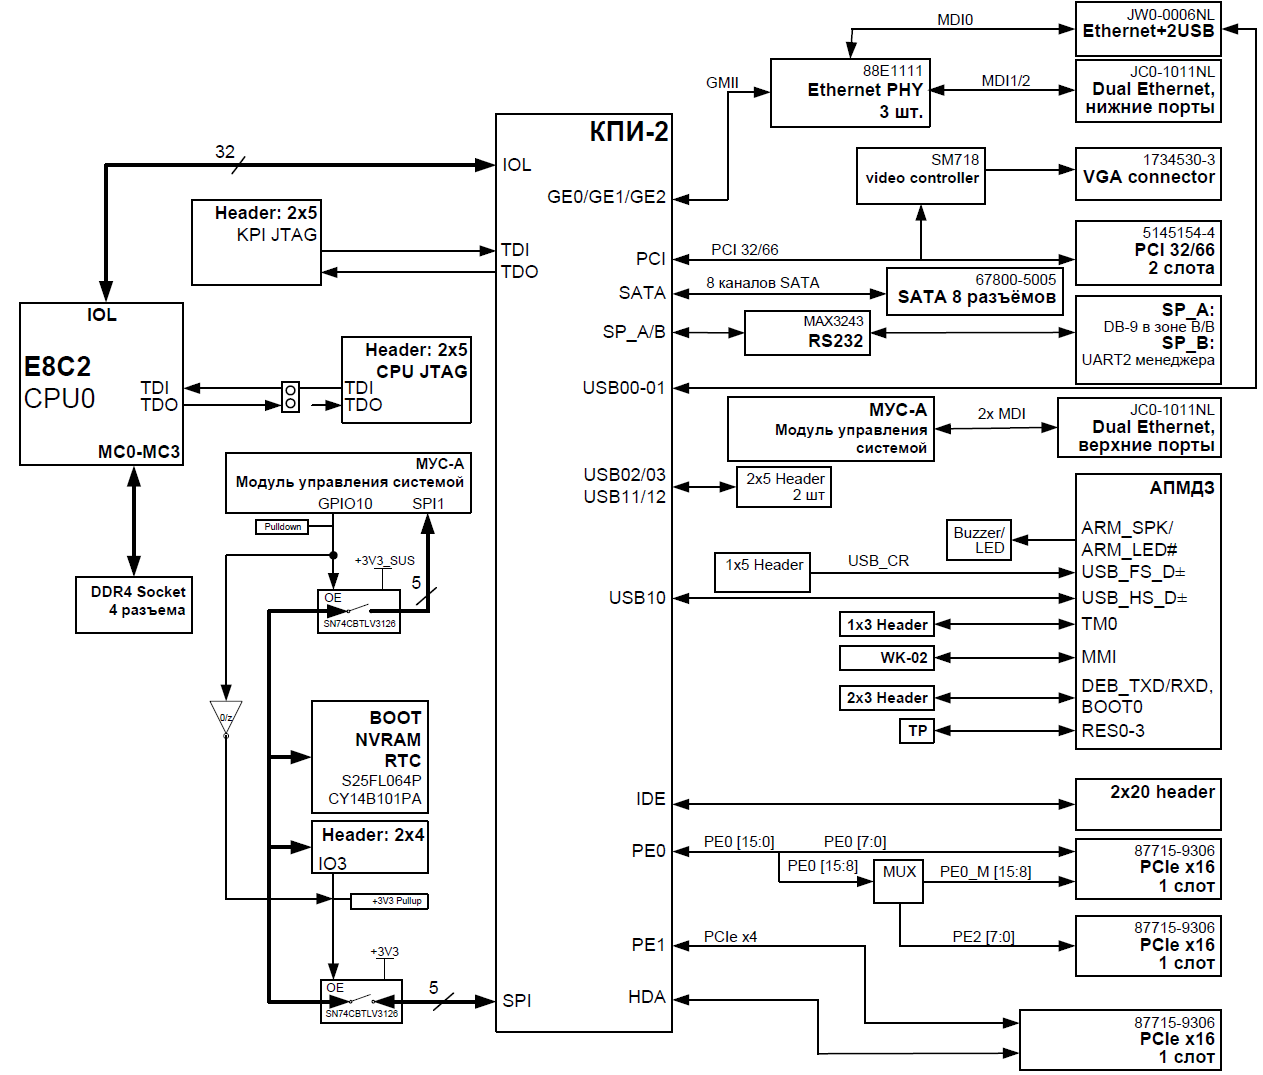 32
Header: 2x5
KPI JTAG
IOL
E8C2
CPU0
TDI
TDO
MC0-MC3
Header: 2x5
CPU JTAG
TDI
TDO
DDR4 Socket
4 разъема
МУС-А
Модуль управления системой
GPIO10
SPI1
Pulldown
+3V3_SUS
5
OE
SN74CBTLV3126
0/z
BOOT
NVRAM
RTC
S25FL064P
CY14B101PA
Header: 2x4
IO3
+3V3 Pullup
+3V3
OE
SN74CBTLV3126
5
КПИ-2
IOL
GE0/GE1/GE2
TDI
TDO
PCI
SATA
SP_A/B
USB00-01
USB02/03
USB11/12
USB10
IDE
PE0
PE1
HDA
SPI
MDI0
JW0-0006NL
Ethernet+2USB
GMII
88E1111
Ethernet PHY
3 шт.
MDI1/2
JC0-1011NL
Dual Ethernet,
нижние порты
SM718
video controller
1734530-3
VGA connector
PCI 32/66
5145154-4
PCI 32/66
2 слота
8 каналов SATA
67800-5005
SATA 8 разъёмов
MAX3243
RS232
SP_A:
DB-9 в зоне В/В
SP_B:
UART2 менеджера
МУС-А
Модуль управления
системой
2x MDI
JC0-1011NL
Dual Ethernet,
верхние порты
2x5 Header
2 шт
АПМДЗ
ARM_SPK/
ARM_LED#
USB_FS_D±
USB_HS_D±
TM0
MMI
DEB_TXD/RXD,
BOOT0
RES0-3
Buzzer/
LED
1x5 Header
USB_CR
1x3 Header
WK-02
2x3 Header
TP
2x20 header
PE0 [15:0]
PE0 [7:0]
PE0 [15:8]
MUX
PE0_M [15:8]
87715-9306
PCIe x16
1 слот
PE2 [7:0]
87715-9306
PCIe x16
1 слот
PCIe x4
87715-9306
PCIe x16
1 слот